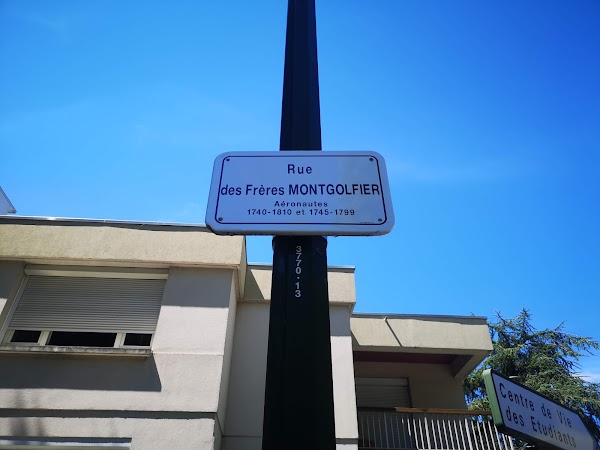 Rue
des Frères MONTGOLFIER
Aéronautes
1740-1810 et 1745-1799
3770·13
Centre de Vie
des Etudiants